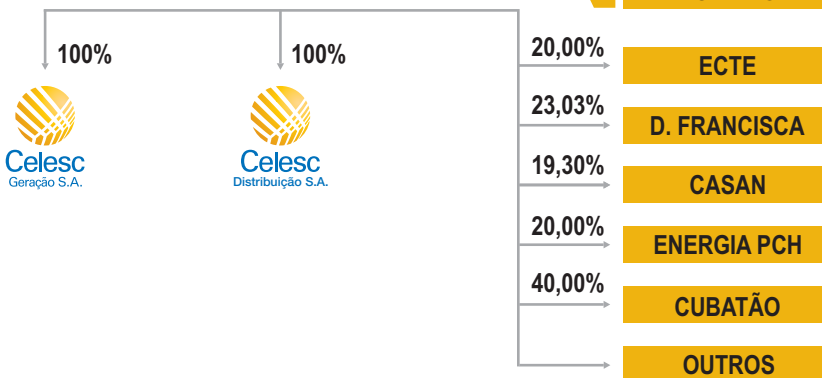 100%
100%
20,00%
ECTE
23,03%
D. FRANCISCA
19,30%
CASAN
20,00%
ENERGIA PCH
40,00%
CUBATÃO
OUTROS
Celesc
Geração S.A.
Celesc
Distribuição S.A.